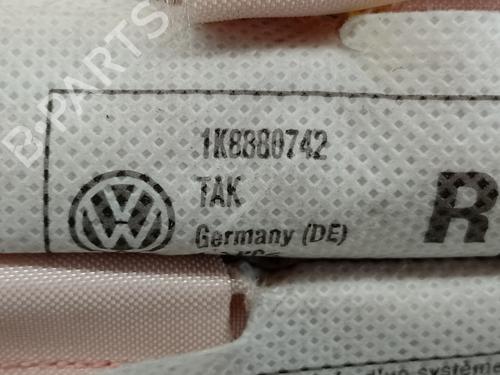 B-PARTS
1K8880742
TAK
Germany (DE)
R